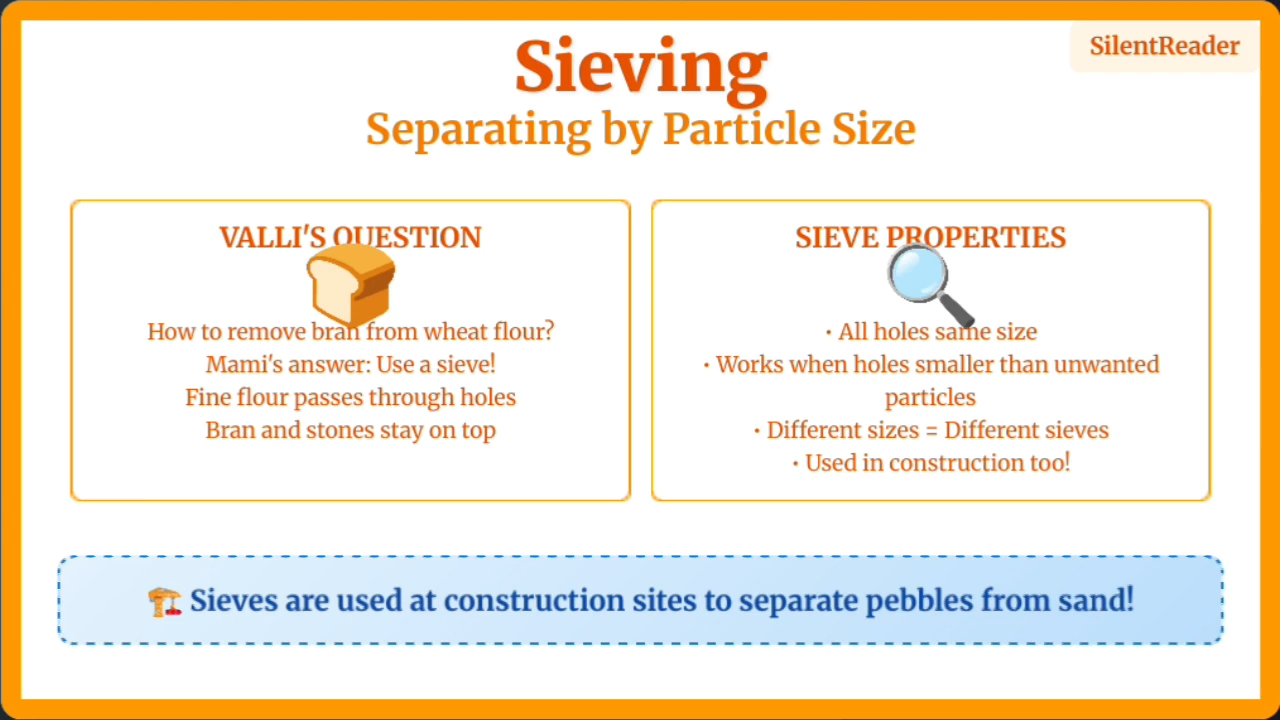 SilentReader
Sieving
Separating by Particle Size
VALLI'S QUESTION
How to remove bran from wheat flour?
Mami's answer: Use a sieve!
Fine flour passes through holes
Bran and stones stay on top
SIEVE PROPERTIES
• All holes same size
• Works when holes smaller than unwanted
particles
• Different sizes = Different sieves
• Used in construction too!
Sieves are used at construction sites to separate pebbles from sand!